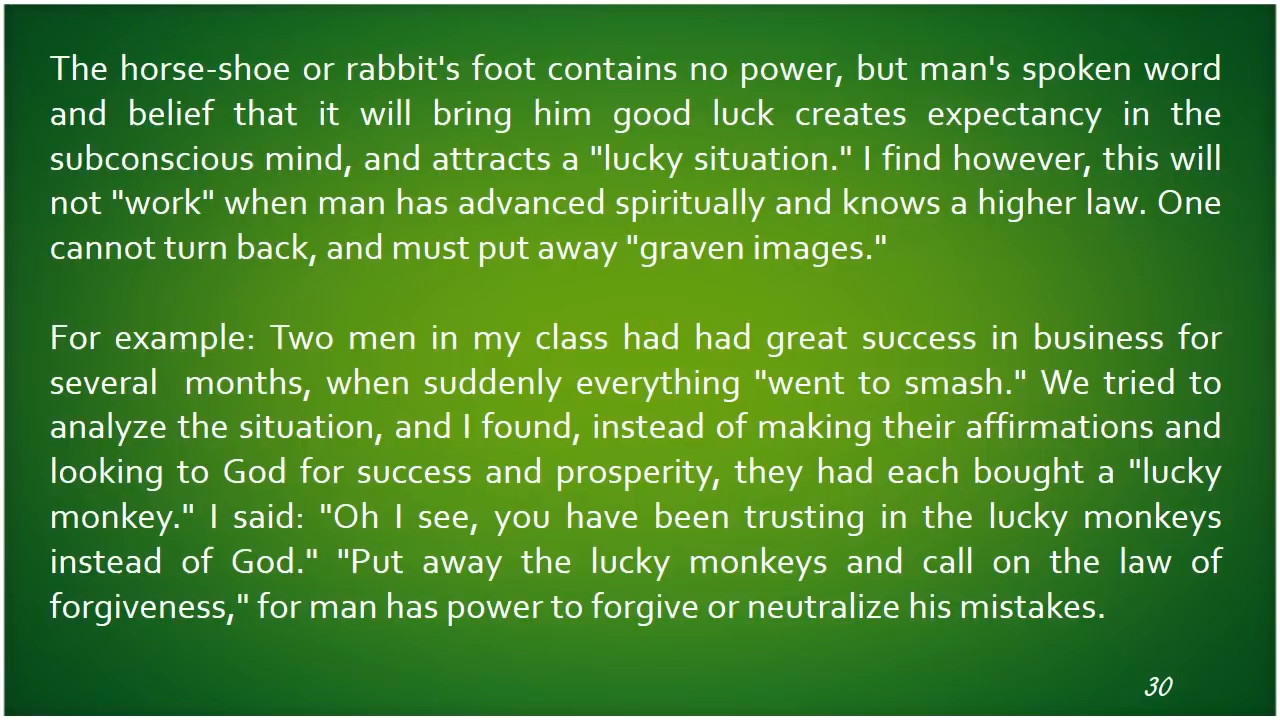 The horse-shoe or rabbit's foot contains no power, but man's spoken word
and belief that it will bring him good luck creates expectancy in the
subconscious mind, and attracts a "lucky situation." I find however, this will
not "work" when man has advanced spiritually and knows a higher law. One
cannot turn back, and must put away "graven images."
For example: Two men in my class had had great success in business for
several  months, when suddenly everything "went to smash." We tried to
analyze the situation, and I found, instead of making their affirmations and
looking to God for success and prosperity, they had each bought a "lucky
monkey." I said: "Oh I see, you have been trusting in the lucky monkeys
instead of God." "Put away the lucky monkeys and call on the law of
forgiveness," for man has power to forgive or neutralize his mistakes.
30